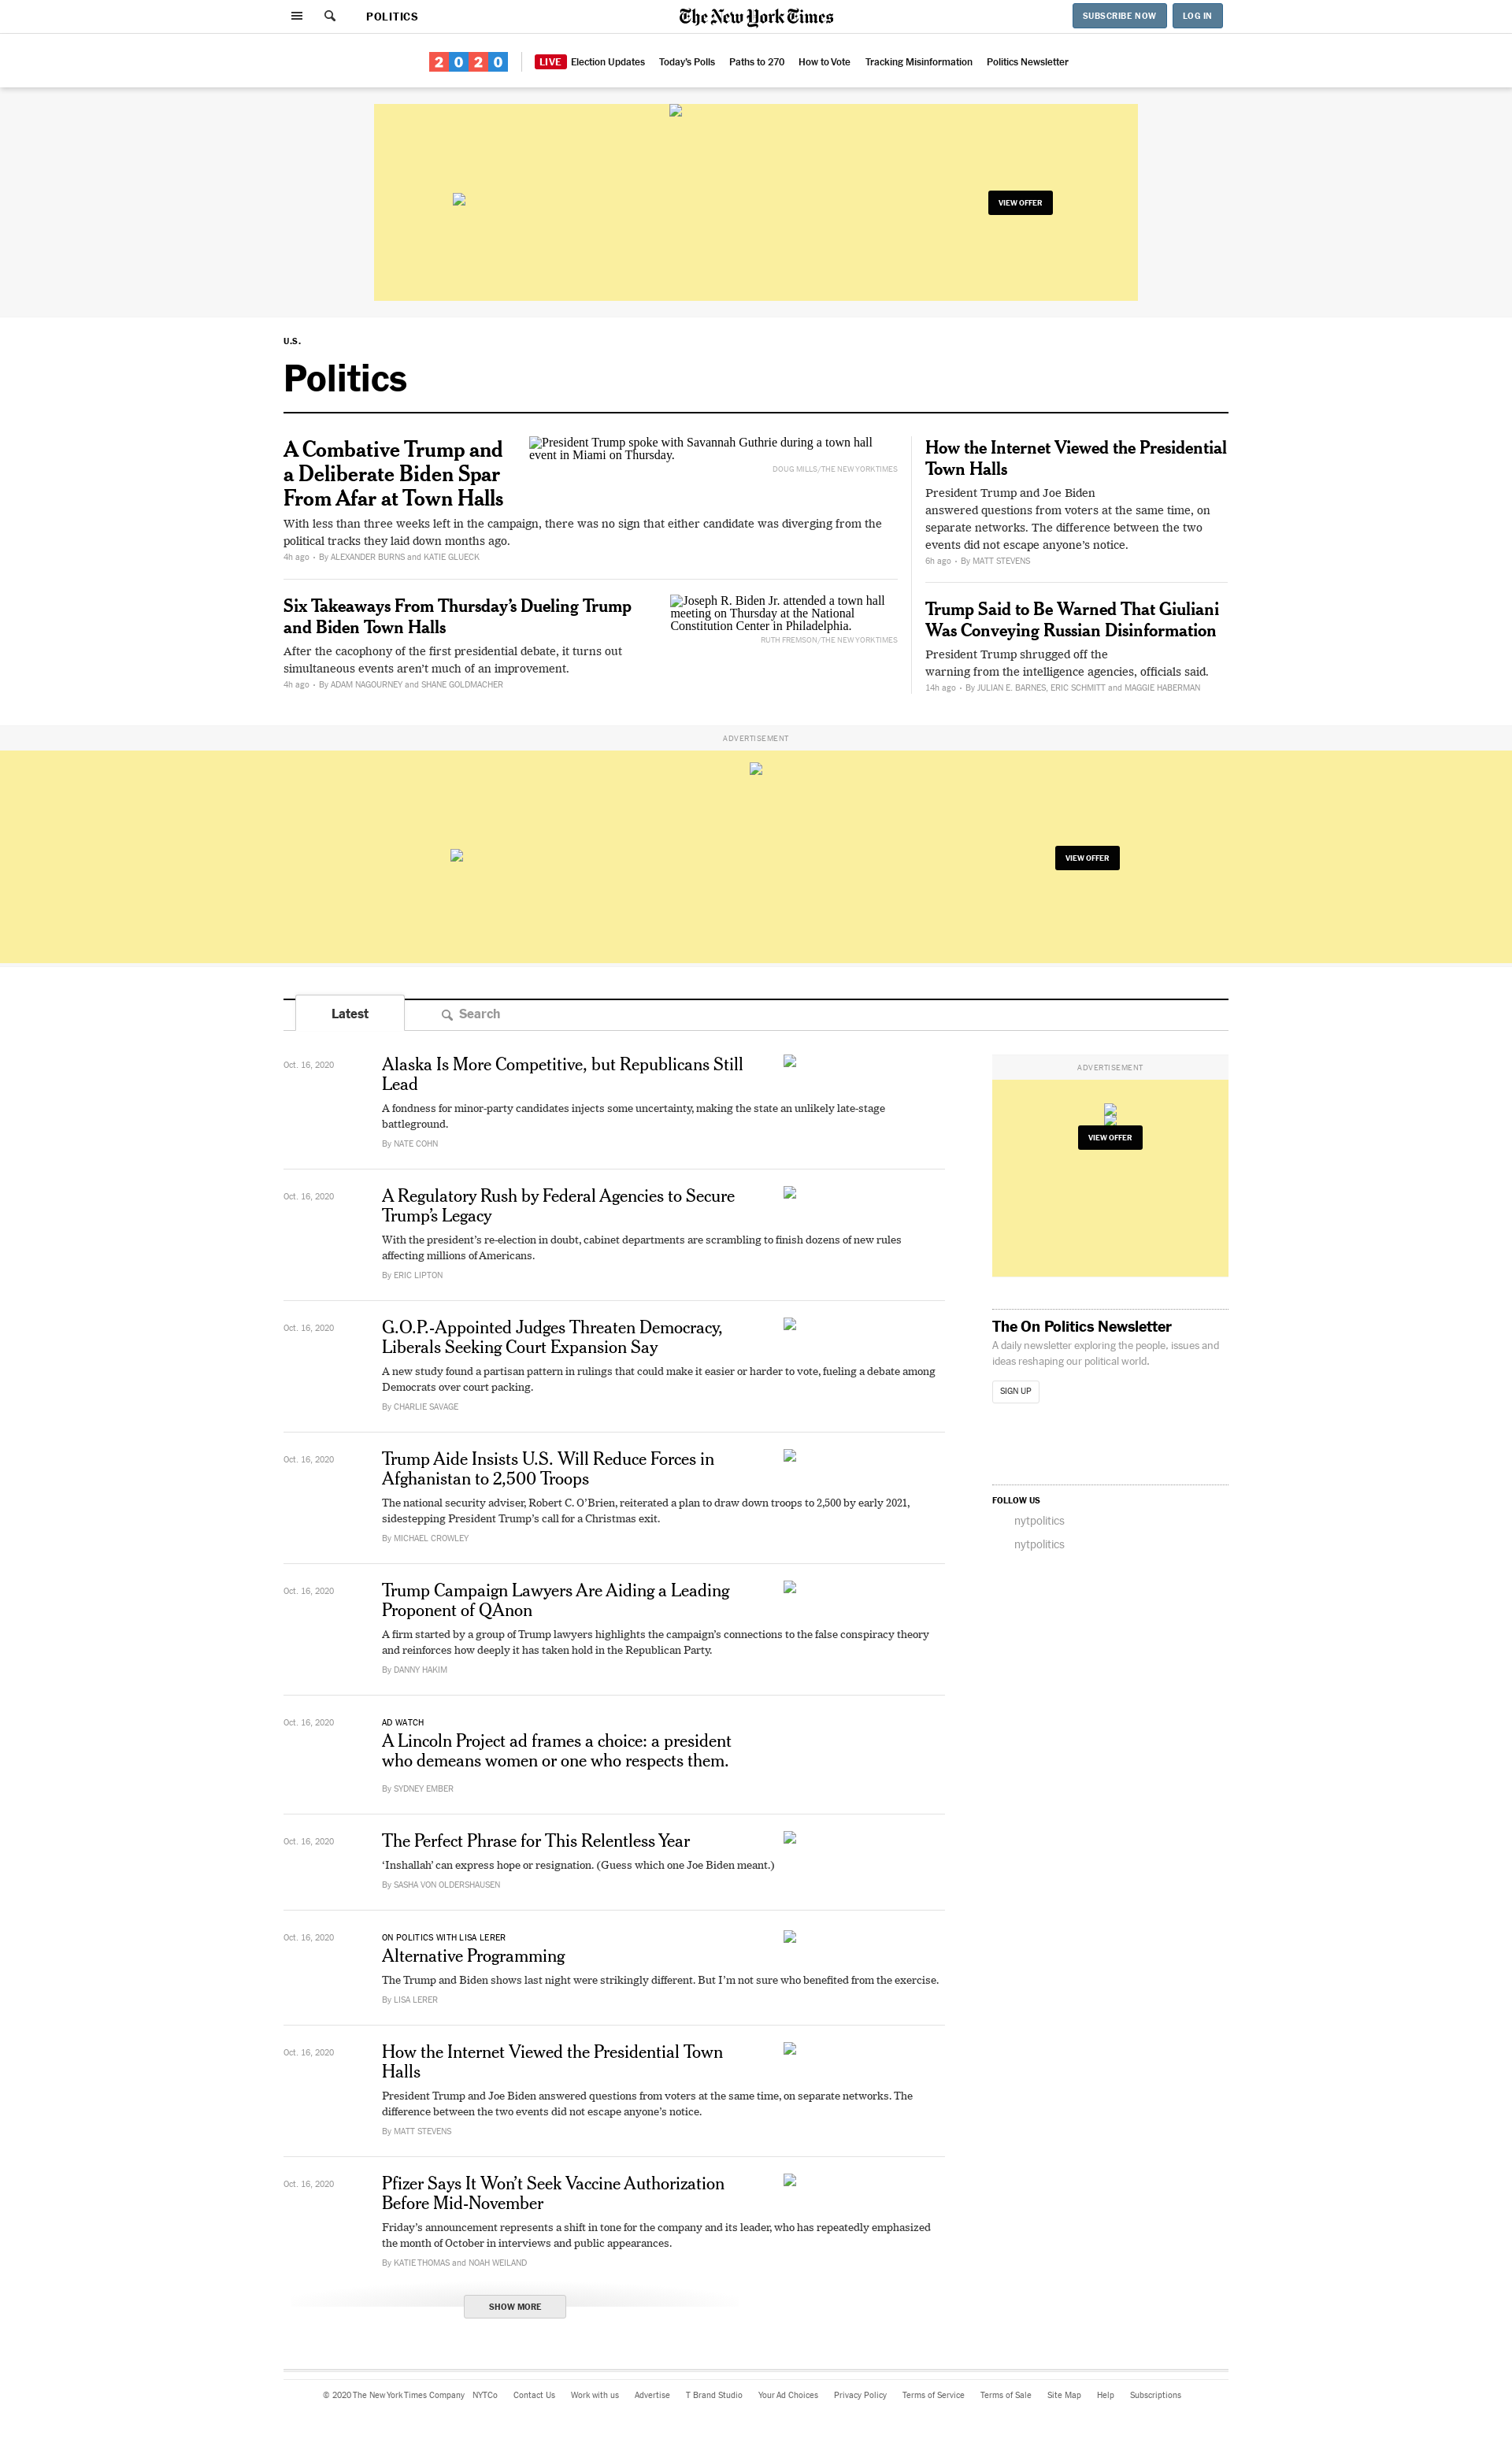 POLITICS
The New York Times
SUBSCRIBE NOW
LOG IN
2020
LIVE Election Updates
Today's Polls
Paths to 270
How to Vote
Tracking Misinformation
Politics Newsletter
VIEW OFFER
U.S.
Politics
A Combative Trump and
a Deliberate Biden Spar
From Afar at Town Halls
President Trump spoke with Savannah Guthrie during a town hall
event in Miami on Thursday.
DOUG MILLS/THE NEW YORK TIMES
With less than three weeks left in the campaign, there was no sign that either candidate was diverging from the
political tracks they laid down months ago.
4h ago • By ALEXANDER BURNS and KATIE GLUECK
Six Takeaways From Thursday’s Dueling Trump
and Biden Town Halls
Joseph R. Biden Jr. attended a town hall
meeting on Thursday at the National
Constitution Center in Philadelphia.
RUTH FREMSON/THE NEW YORK TIMES
After the cacophony of the first presidential debate, it turns out
simultaneous events aren’t much of an improvement.
4h ago • By ADAM NAGOURNEY and SHANE GOLDMACHER
How the Internet Viewed the Presidential
Town Halls
President Trump and Joe Biden
answered questions from voters at the same time, on
separate networks. The difference between the two
events did not escape anyone’s notice.
6h ago • By MATT STEVENS
Trump Said to Be Warned That Giuliani
Was Conveying Russian Disinformation
President Trump shrugged off the
warning from the intelligence agencies, officials said.
14h ago • By JULIAN E. BARNES, ERIC SCHMITT and MAGGIE HABERMAN
ADVERTISEMENT
VIEW OFFER
Latest
Search
Oct. 16, 2020
Alaska Is More Competitive, but Republicans Still
Lead
A fondness for minor-party candidates injects some uncertainty, making the state an unlikely late-stage
battleground.
By NATE COHN
Oct. 16, 2020
A Regulatory Rush by Federal Agencies to Secure
Trump’s Legacy
With the president’s re-election in doubt, cabinet departments are scrambling to finish dozens of new rules
affecting millions of Americans.
By ERIC LIPTON
Oct. 16, 2020
G.O.P.-Appointed Judges Threaten Democracy,
Liberals Seeking Court Expansion Say
A new study found a partisan pattern in rulings that could make it easier or harder to vote, fueling a debate among
Democrats over court packing.
By CHARLIE SAVAGE
Oct. 16, 2020
Trump Aide Insists U.S. Will Reduce Forces in
Afghanistan to 2,500 Troops
The national security adviser, Robert C. O’Brien, reiterated a plan to draw down troops to 2,500 by early 2021,
sidestepping President Trump’s call for a Christmas exit.
By MICHAEL CROWLEY
Oct. 16, 2020
Trump Campaign Lawyers Are Aiding a Leading
Proponent of QAnon
A firm started by a group of Trump lawyers highlights the campaign’s connections to the false conspiracy theory
and reinforces how deeply it has taken hold in the Republican Party.
By DANNY HAKIM
Oct. 16, 2020
AD WATCH
A Lincoln Project ad frames a choice: a president
who demeans women or one who respects them.
By SYDNEY EMBER
Oct. 16, 2020
The Perfect Phrase for This Relentless Year
‘Inshallah’ can express hope or resignation. (Guess which one Joe Biden meant.)
By SASHA VON OLDERSHAUSEN
Oct. 16, 2020
ON POLITICS WITH LISA LERER
Alternative Programming
The Trump and Biden shows last night were strikingly different. But I’m not sure who benefited from the exercise.
By LISA LERER
Oct. 16, 2020
How the Internet Viewed the Presidential Town
Halls
President Trump and Joe Biden answered questions from voters at the same time, on separate networks. The
difference between the two events did not escape anyone’s notice.
By MATT STEVENS
Oct. 16, 2020
Pfizer Says It Won’t Seek Vaccine Authorization
Before Mid-November
Friday’s announcement represents a shift in tone for the company and its leader, who has repeatedly emphasized
the month of October in interviews and public appearances.
By KATIE THOMAS and NOAH WEILAND
SHOW MORE
ADVERTISEMENT
VIEW OFFER
The On Politics Newsletter
A daily newsletter exploring the people, issues and
ideas reshaping our political world.
SIGN UP
FOLLOW US
nytpolitics
nytpolitics
© 2020 The New York Times Company
NYTCo
Contact Us
Work with us
Advertise
T Brand Studio
Your Ad Choices
Privacy Policy
Terms of Service
Terms of Sale
Site Map
Help
Subscriptions